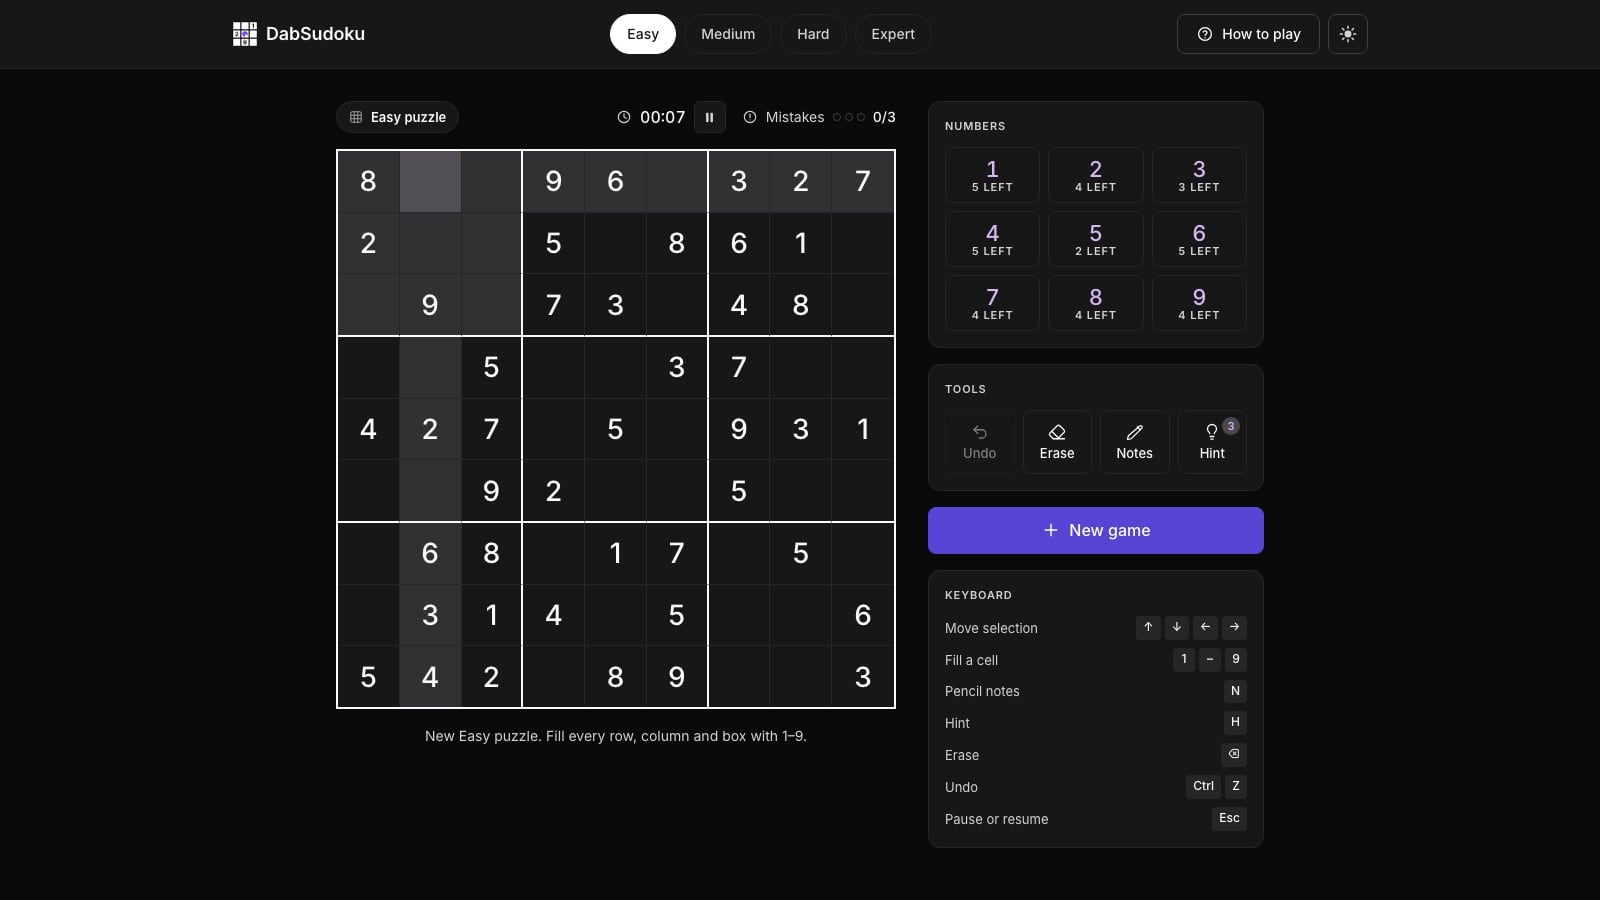 DabSudoku
Easy Medium Hard Expert
How to play
Easy puzzle
00:07
Mistakes 0/3
8 9 6 3 2 7
2 5 8 6 1
9 7 3 4 8
5 3 7
4 2 7 5 9 3 1
9 2 5
6 8 1 7 5
3 1 4 5 6
5 4 2 8 9 3
New Easy puzzle. Fill every row, column and box with 1–9.
NUMBERS
1 2 3
5 LEFT 4 LEFT 3 LEFT
4 5 6
5 LEFT 2 LEFT 5 LEFT
7 8 9
4 LEFT 4 LEFT 4 LEFT
TOOLS
3
Undo Erase Notes Hint
New game
KEYBOARD
Move selection ↑ ↓ ← →
Fill a cell 1 – 9
Pencil notes N
Hint H
Erase
Undo Ctrl Z
Pause or resume Esc